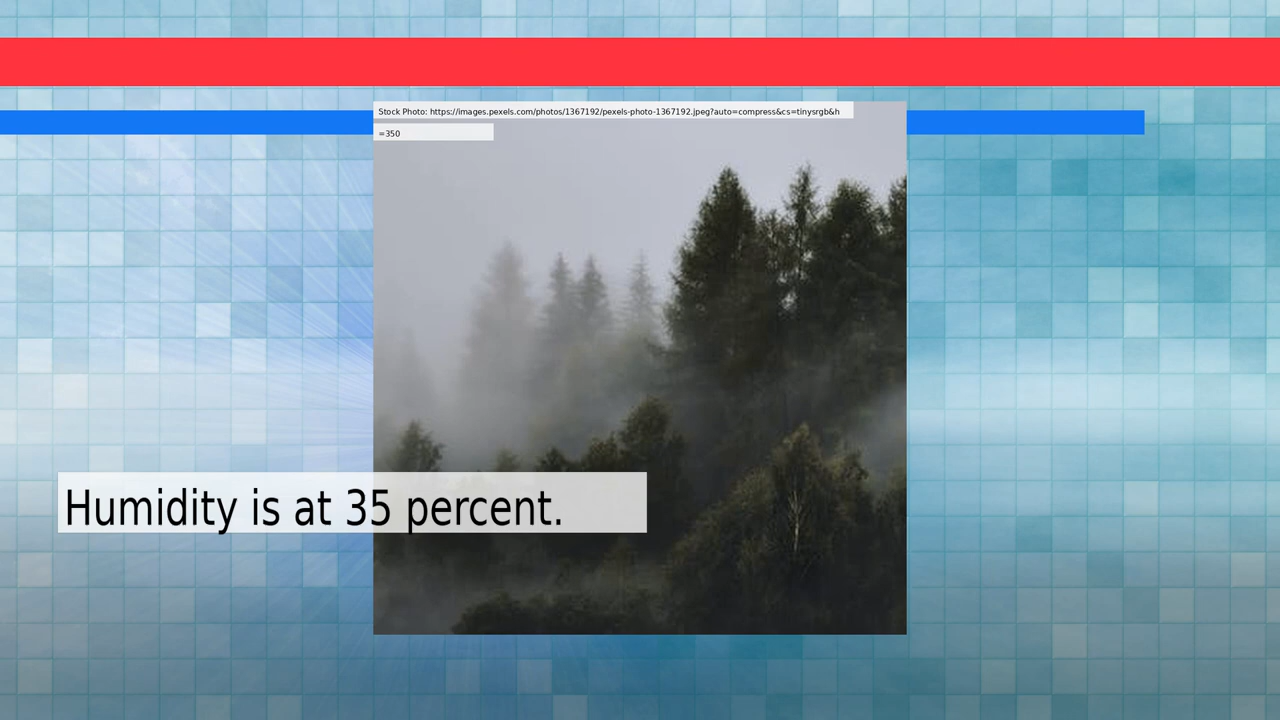 Stock Photo: https://images.pexels.com/photos/1367192/pexels-photo-1367192.jpeg?auto=compress&cs=tinysrgb&h
=350
Humidity is at 35 percent.